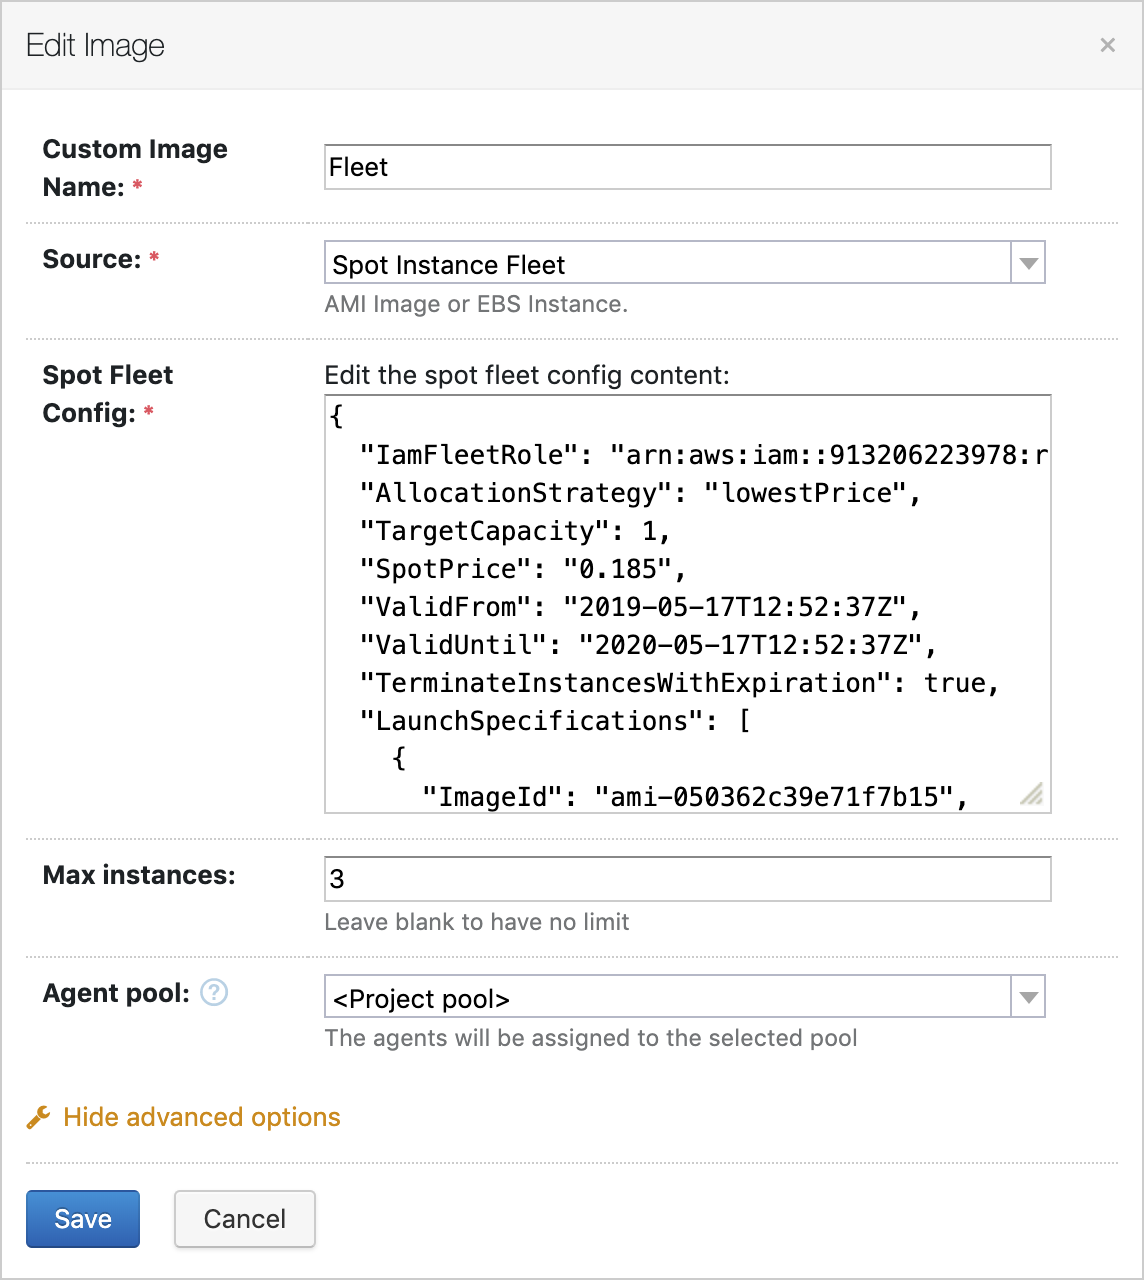 Edit Image
×
Custom Image
Name: *
Fleet
Source: *
Spot Instance Fleet
AMI Image or EBS Instance.
Spot Fleet
Config: *
Edit the spot fleet config content:
{
"IamFleetRole": "arn:aws:iam::913206223978:r
"AllocationStrategy": "lowestPrice",
"TargetCapacity": 1,
"SpotPrice": "0.185",
"ValidFrom": "2019-05-17T12:52:37Z",
"ValidUntil": "2020-05-17T12:52:37Z",
"TerminateInstancesWithExpiration": true,
"LaunchSpecifications": [
{
"ImageId": "ami-050362c39e71f7b15",
Max instances:
3
Leave blank to have no limit
Agent pool: ?
<Project pool>
The agents will be assigned to the selected pool
Hide advanced options
Save
Cancel